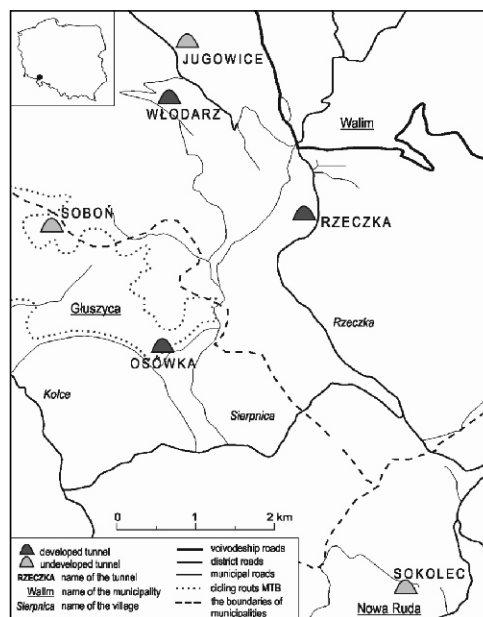 JUGOWICE
WŁODARZ
Walim
SOBOŃ
RZECZKA
Głuszyca
Rzeczka
OSÓWKA
Kolce
Sierpnica
0 1 2 km
SOKOLEC
Nowa Ruda
developed tunnel
undeveloped tunnel
RZECZKA name of the tunnel
Walim name of the municipality
Sierpnica name of the village
voivodeship roads
district roads
municipal roads
cicling routs MTB
the boundaries of
municipalities